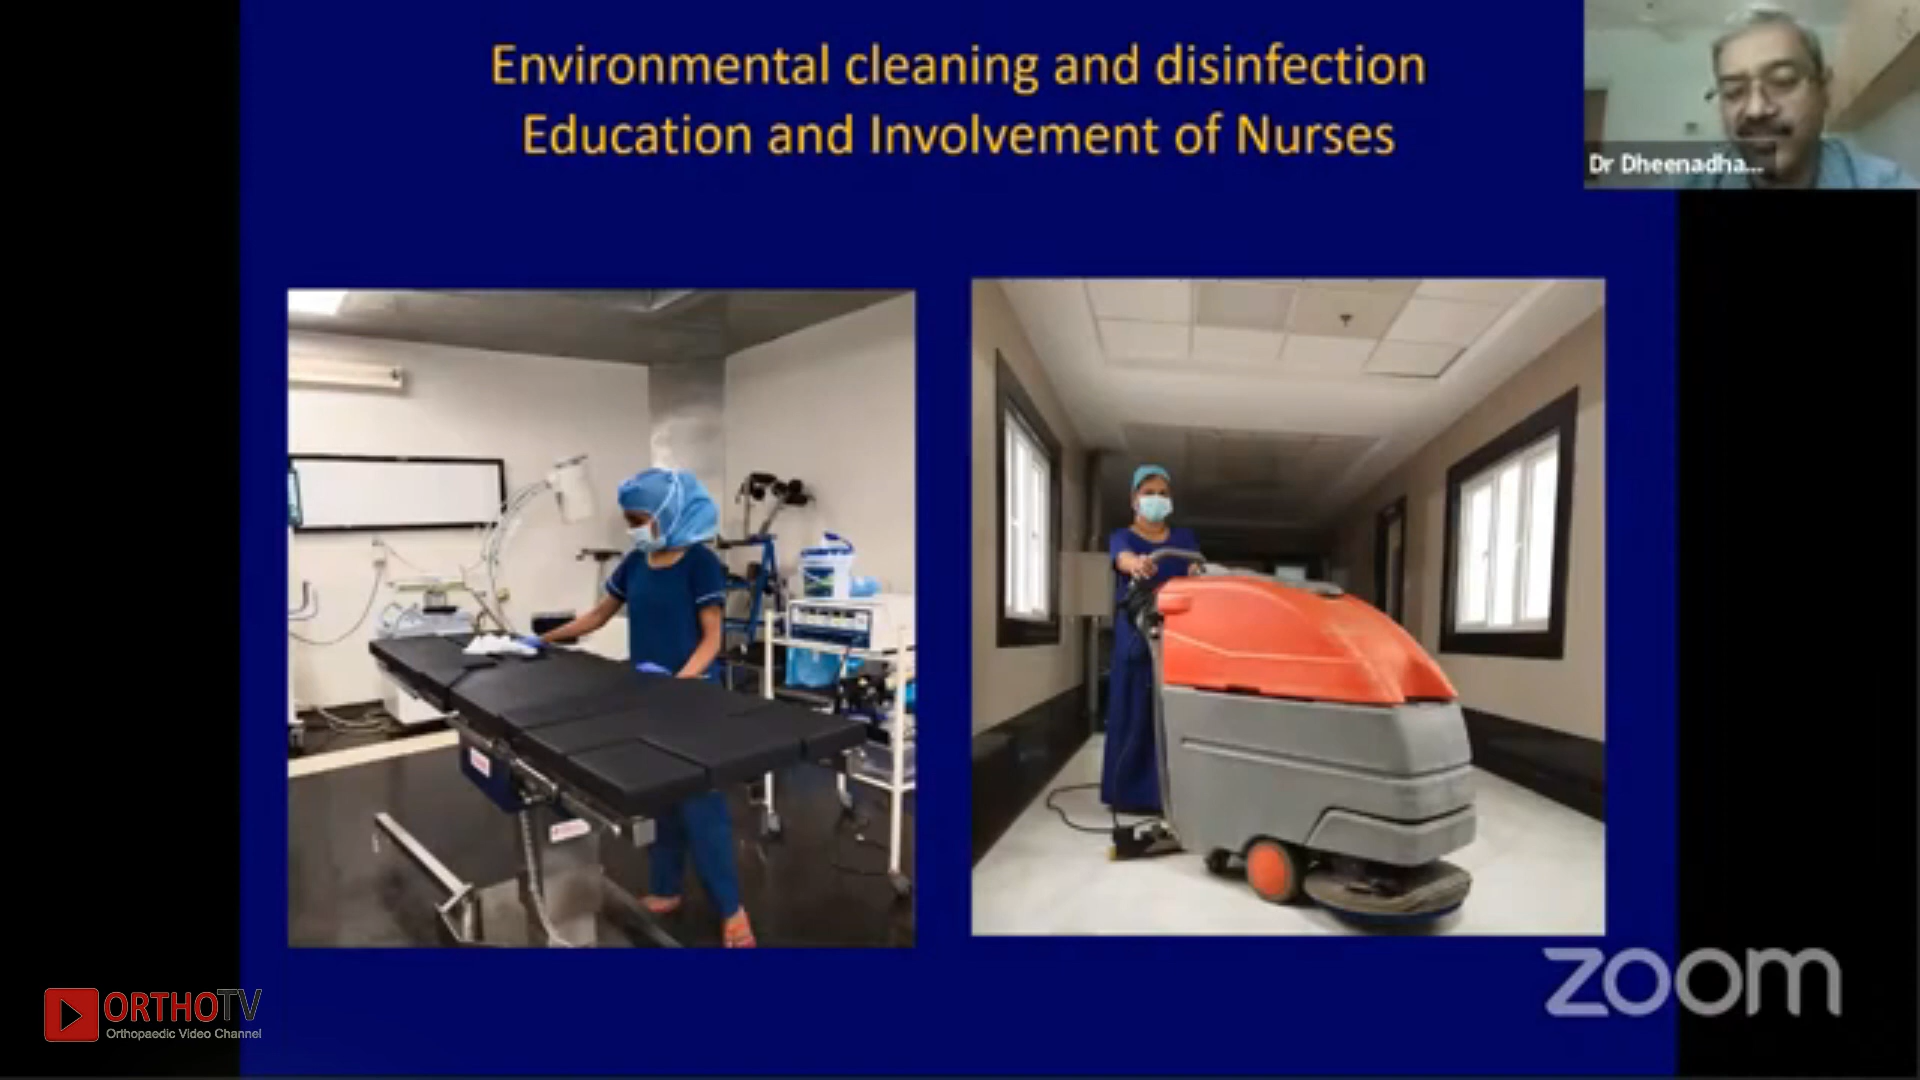 Environmental cleaning and disinfection
Education and Involvement of Nurses
Dr Dheenadha...
ORTHOTV
Orthopaedic Video Channel
zoom